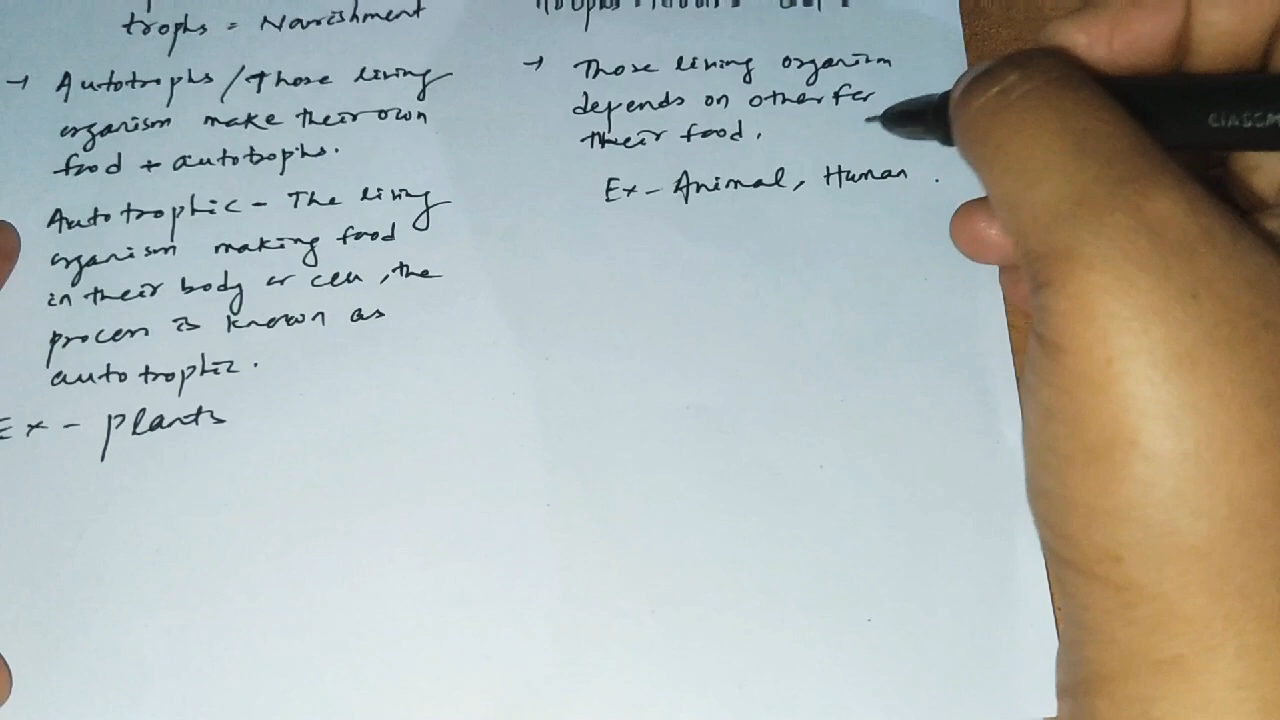 trophs = Nourishment
→ Autotrophs / Those living
organism make their own
food + autotrophs.
Autotrophic - The living
organism making food
in their body or cell, the
process is known as
autotrophic.
Ex - plants
→ Those living organism
depends on other for
their food.
Ex - Animal, Human.